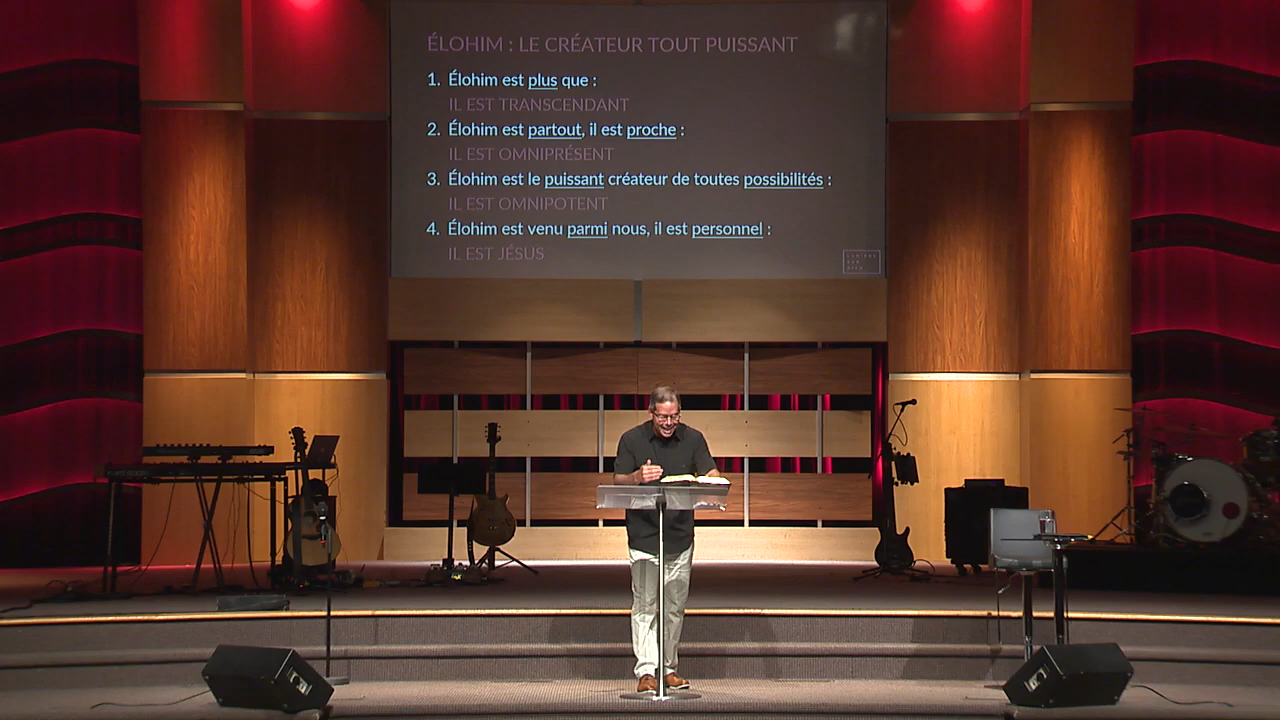 ÉLOHIM : LE CRÉATEUR TOUT PUISSANT
1. Élohim est plus que :
IL EST TRANSCENDANT
2. Élohim est partout, il est proche :
IL EST OMNIPRÉSENT
3. Élohim est le puissant créateur de toutes possibilités :
IL EST OMNIPOTENT
4. Élohim est venu parmi nous, il est personnel :
IL EST JÉSUS